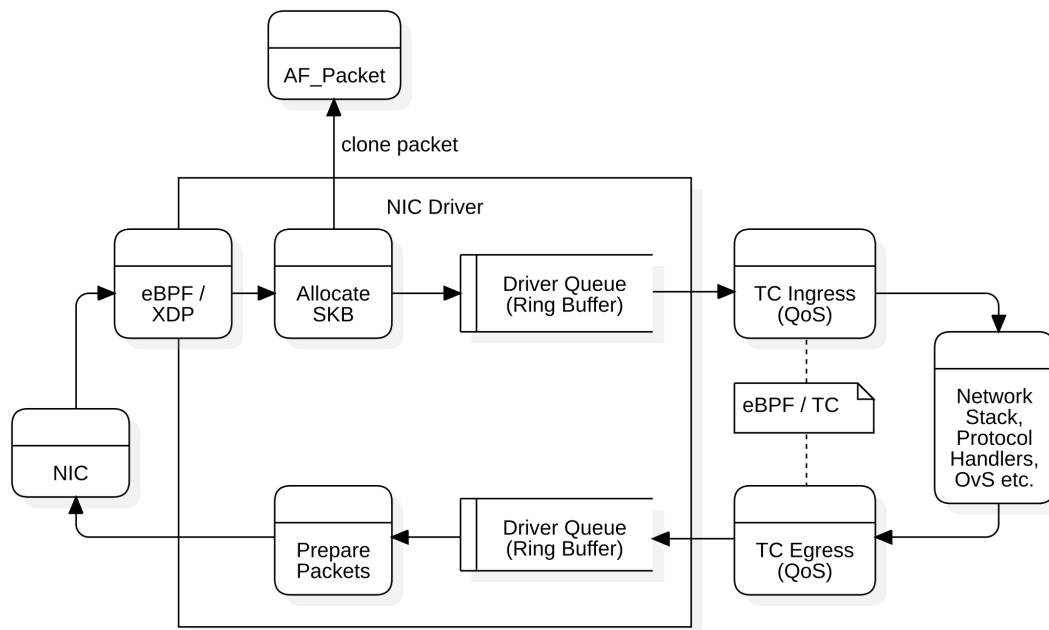 AF_Packet
clone packet
NIC Driver
eBPF /
XDP
Allocate
SKB
Driver Queue
(Ring Buffer)
TC Ingress
(QoS)
Network
Stack,
Protocol
Handlers,
OvS etc.
eBPF / TC
NIC
Prepare
Packets
Driver Queue
(Ring Buffer)
TC Egress
(QoS)